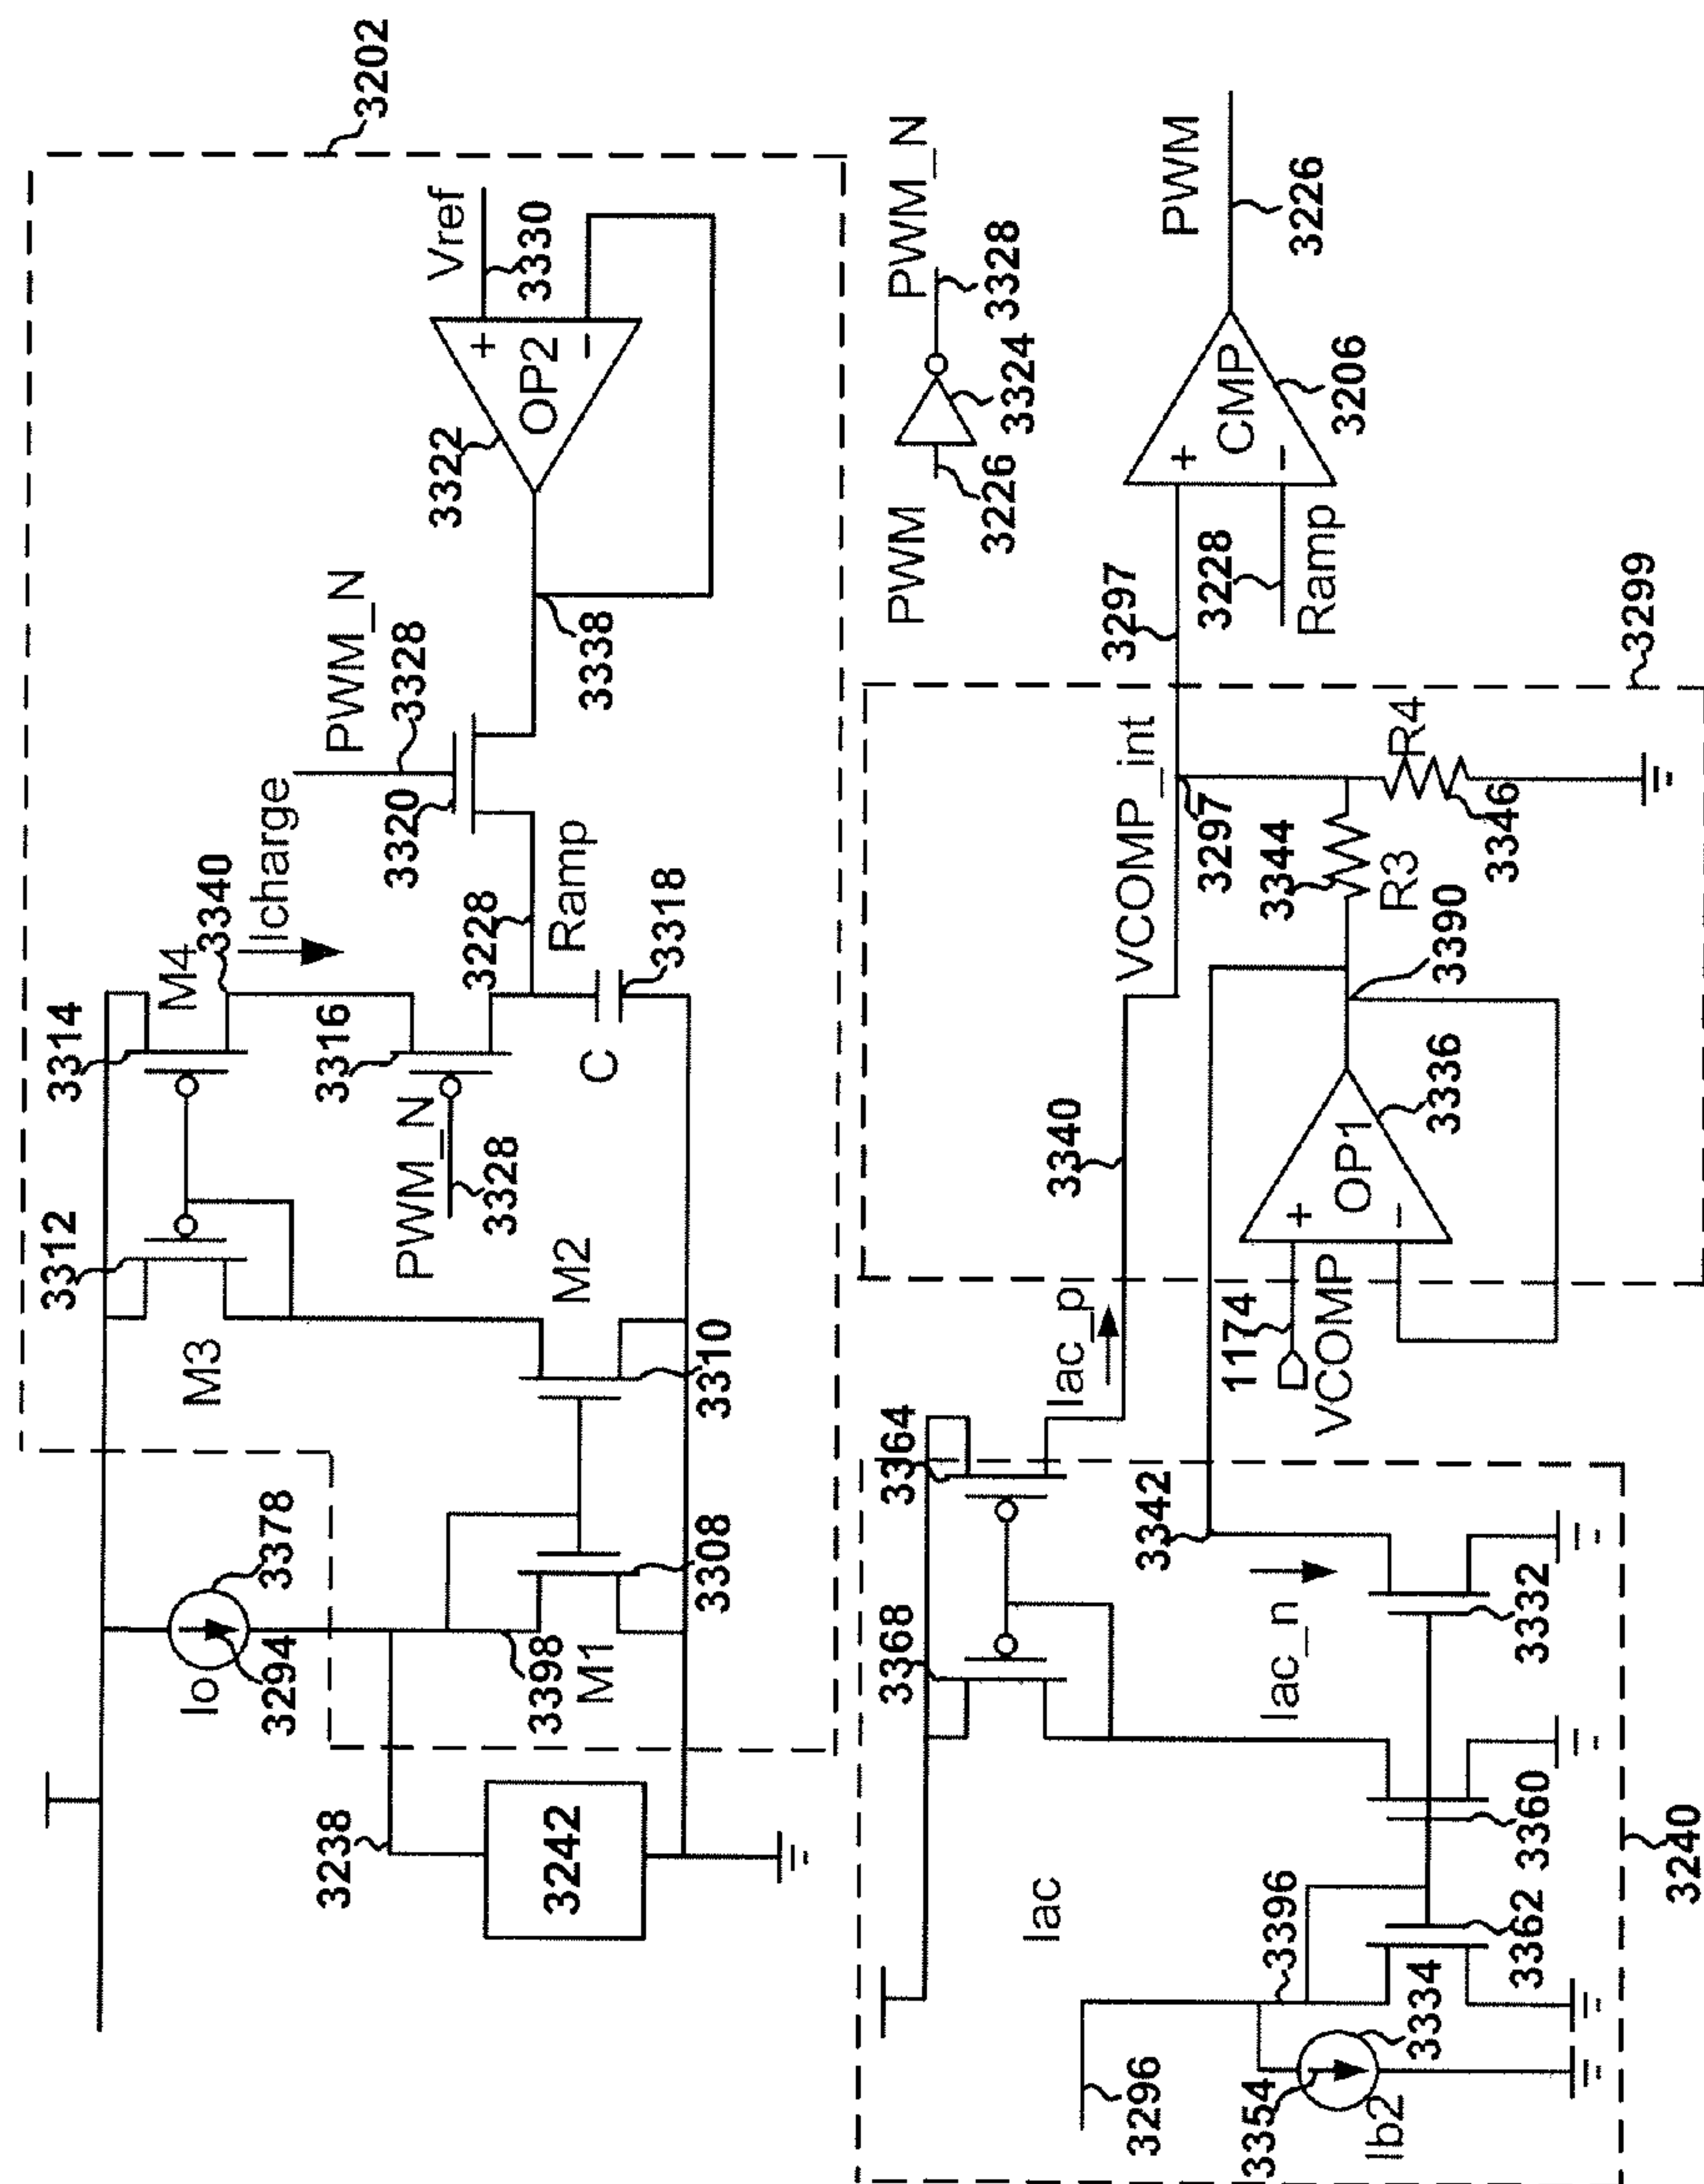 3202
Vref
3330
OP2
+
−
3322
3338
PWM_N
3328
3320
Icharge
3340
M4
3314
3228
Ramp
3316
PWM_N
3328
C
3318
3312
M3
M2
3310
3378
Io
3294
3308
3398
M1
3238
3242
PWM
3226
3324
PWM_N
3328
PWM
3226
CMP
+
−
3206
3297
3228
Ramp
3299
VCOMP_int
3297
3344
R3
R4
3346
3390
3340
OP1
+
−
3336
Iac_p
1174
VCOMP
3364
3342
3368
Iac_n
3332
3360
3240
Iac
3396
3362
3334
3296
3354
Ib2